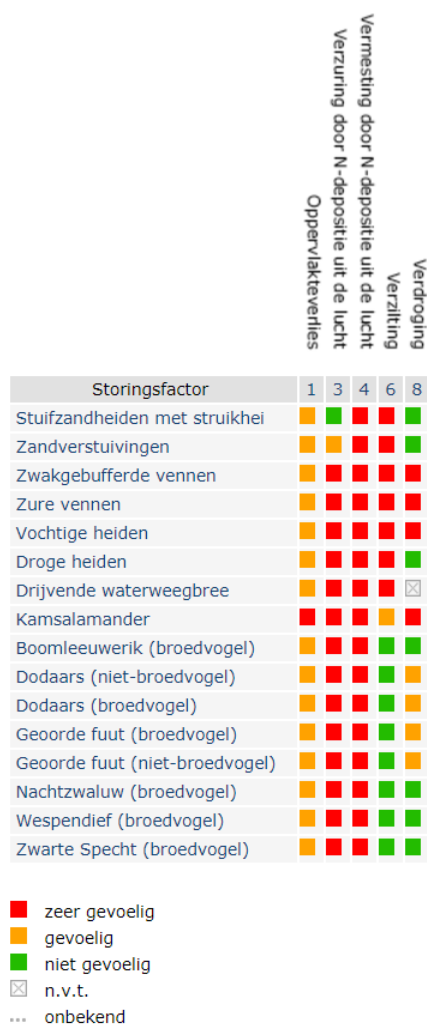 Oppervlakteverlies
Verzuring door N-depositie uit de lucht
Vermesting door N-depositie uit de lucht
Verzilting
Verdroging
Storingsfactor 1 3 4 6 8
Stuifzandheiden met struikhei
Zandverstuivingen
Zwakgebufferde vennen
Zure vennen
Vochtige heiden
Droge heiden
Drijvende waterweegbree
Kamsalamander
Boomleeuwerik (broedvogel)
Dodaars (niet-broedvogel)
Dodaars (broedvogel)
Geoorde fuut (broedvogel)
Geoorde fuut (niet-broedvogel)
Nachtzwaluw (broedvogel)
Wespendief (broedvogel)
Zwarte Specht (broedvogel)
zeer gevoelig
gevoelig
niet gevoelig
n.v.t.
... onbekend